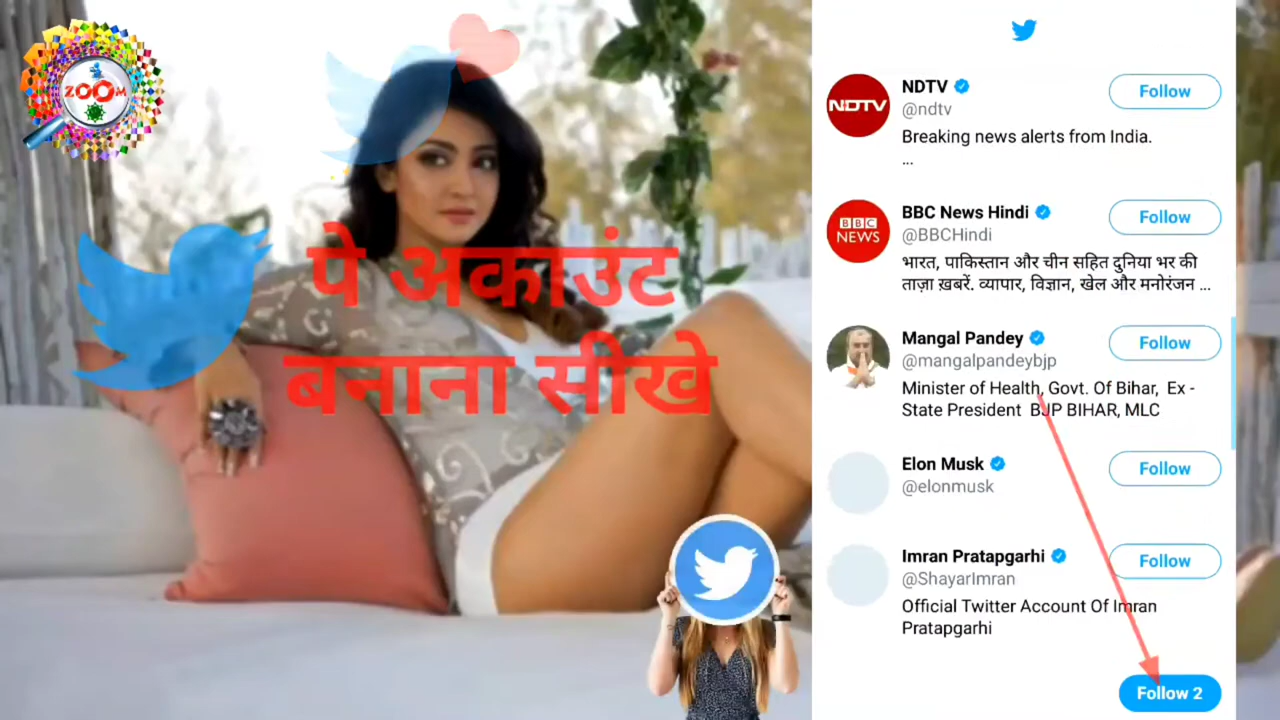 ZOOM
पे अकाउंट
बनाना सीखे
NDTV
NDTV
@ndtv
Follow
Breaking news alerts from India.
...
BBC
NEWS
BBC News Hindi
@BBCHindi
Follow
भारत, पाकिस्तान और चीन सहित दुनिया भर की
ताज़ा ख़बरें. व्यापार, विज्ञान, खेल और मनोरंजन ...
Mangal Pandey
@mangalpandeybjp
Follow
Minister of Health, Govt. Of Bihar, Ex -
State President BJP BIHAR, MLC
Elon Musk
@elonmusk
Follow
Imran Pratapgarhi
@ShayarImran
Follow
Official Twitter Account Of Imran
Pratapgarhi
Follow 2